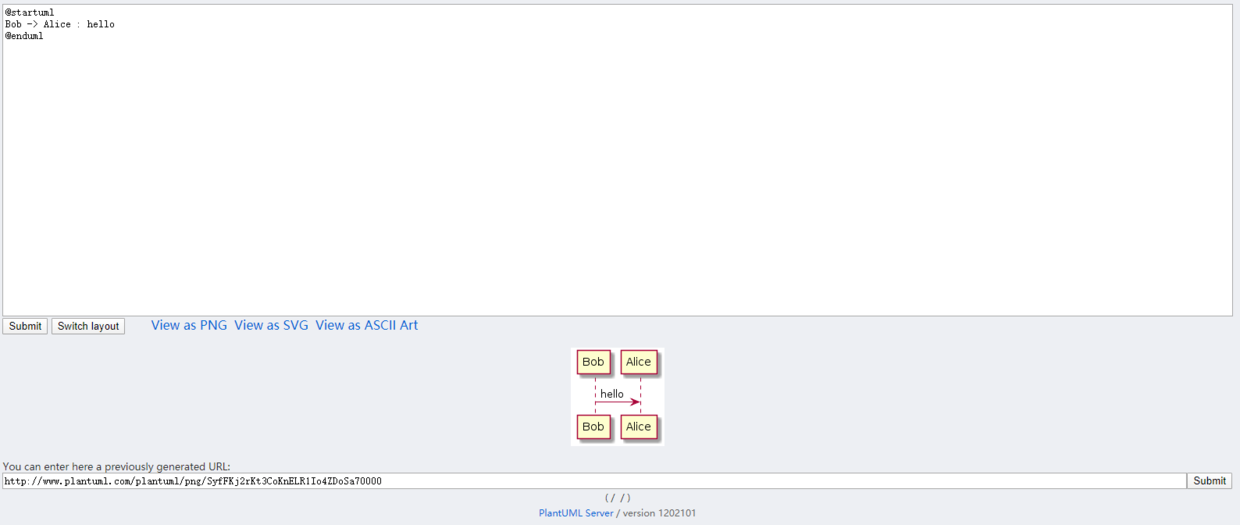 @startuml
Bob -> Alice : hello
@enduml
Submit Switch layout View as PNG View as SVG View as ASCII Art
Bob Alice
hello
Bob Alice
You can enter here a previously generated URL:
http://www.plantuml.com/plantuml/png/SyfFKj2rKt3CoKnELR1Io4ZDoSa70000 Submit
(/ /)
PlantUML Server / version 1202101